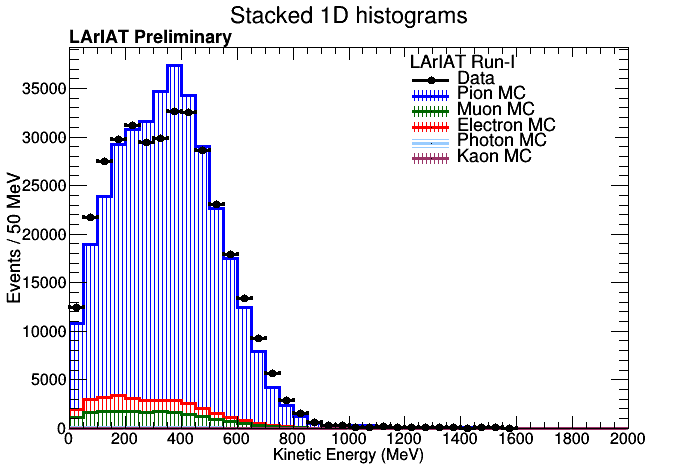 Stacked 1D histograms
LArIAT Preliminary
LArIAT Run-I
Data
Pion MC
Muon MC
Electron MC
Photon MC
Kaon MC
Events / 50 MeV
35000
30000
25000
20000
15000
10000
5000
0
0 200 400 600 800 1000 1200 1400 1600 1800 2000
Kinetic Energy (MeV)